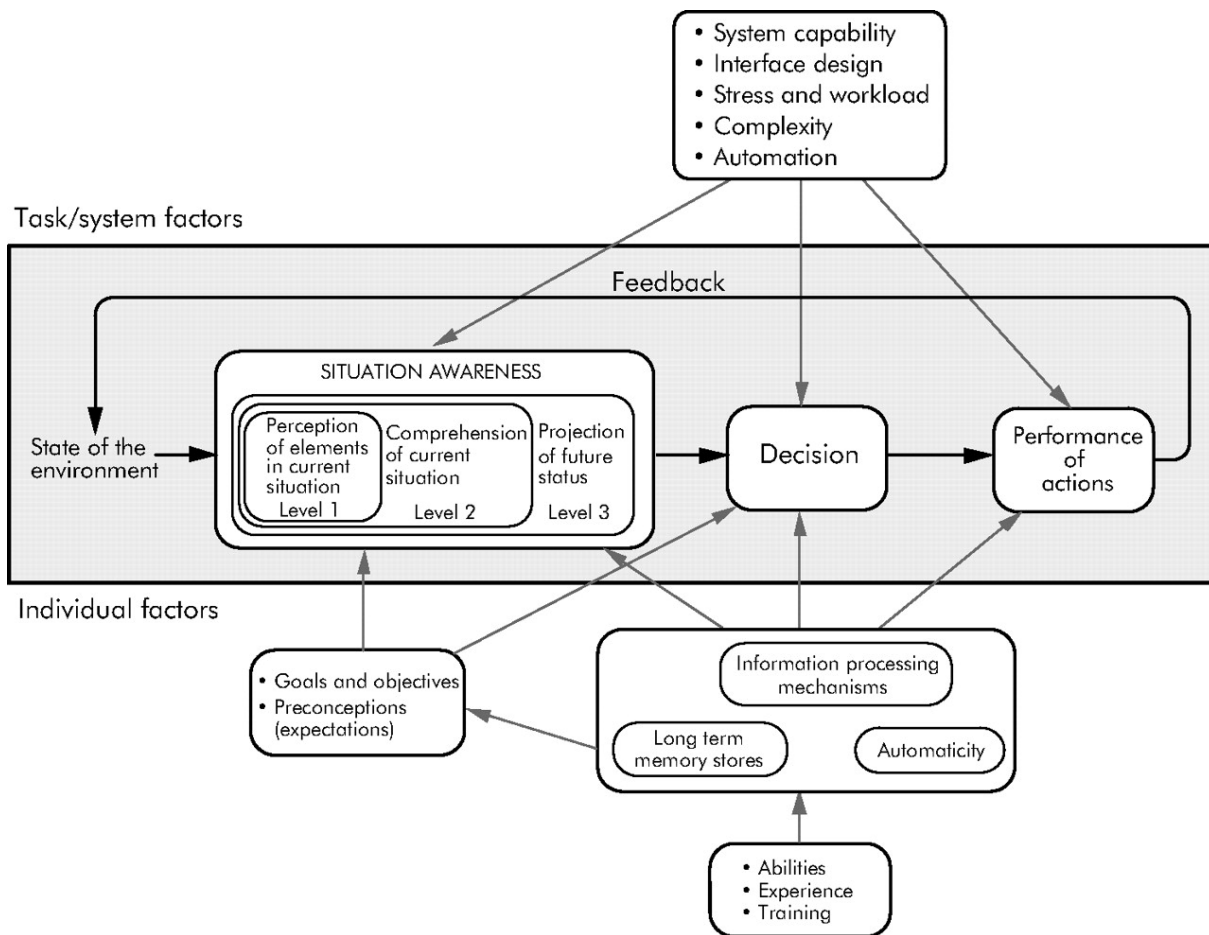 • System capability
• Interface design
• Stress and workload
• Complexity
• Automation
Task/system factors
Feedback
SITUATION AWARENESS
State of the
environment
Perception
of elements
in current
situation
Level 1
Comprehension
of current
situation
Level 2
Projection
of future
status
Level 3
Decision
Performance
of
actions
Individual factors
• Goals and objectives
• Preconceptions
(expectations)
Information processing
mechanisms
Long term
memory stores
Automaticity
• Abilities
• Experience
• Training